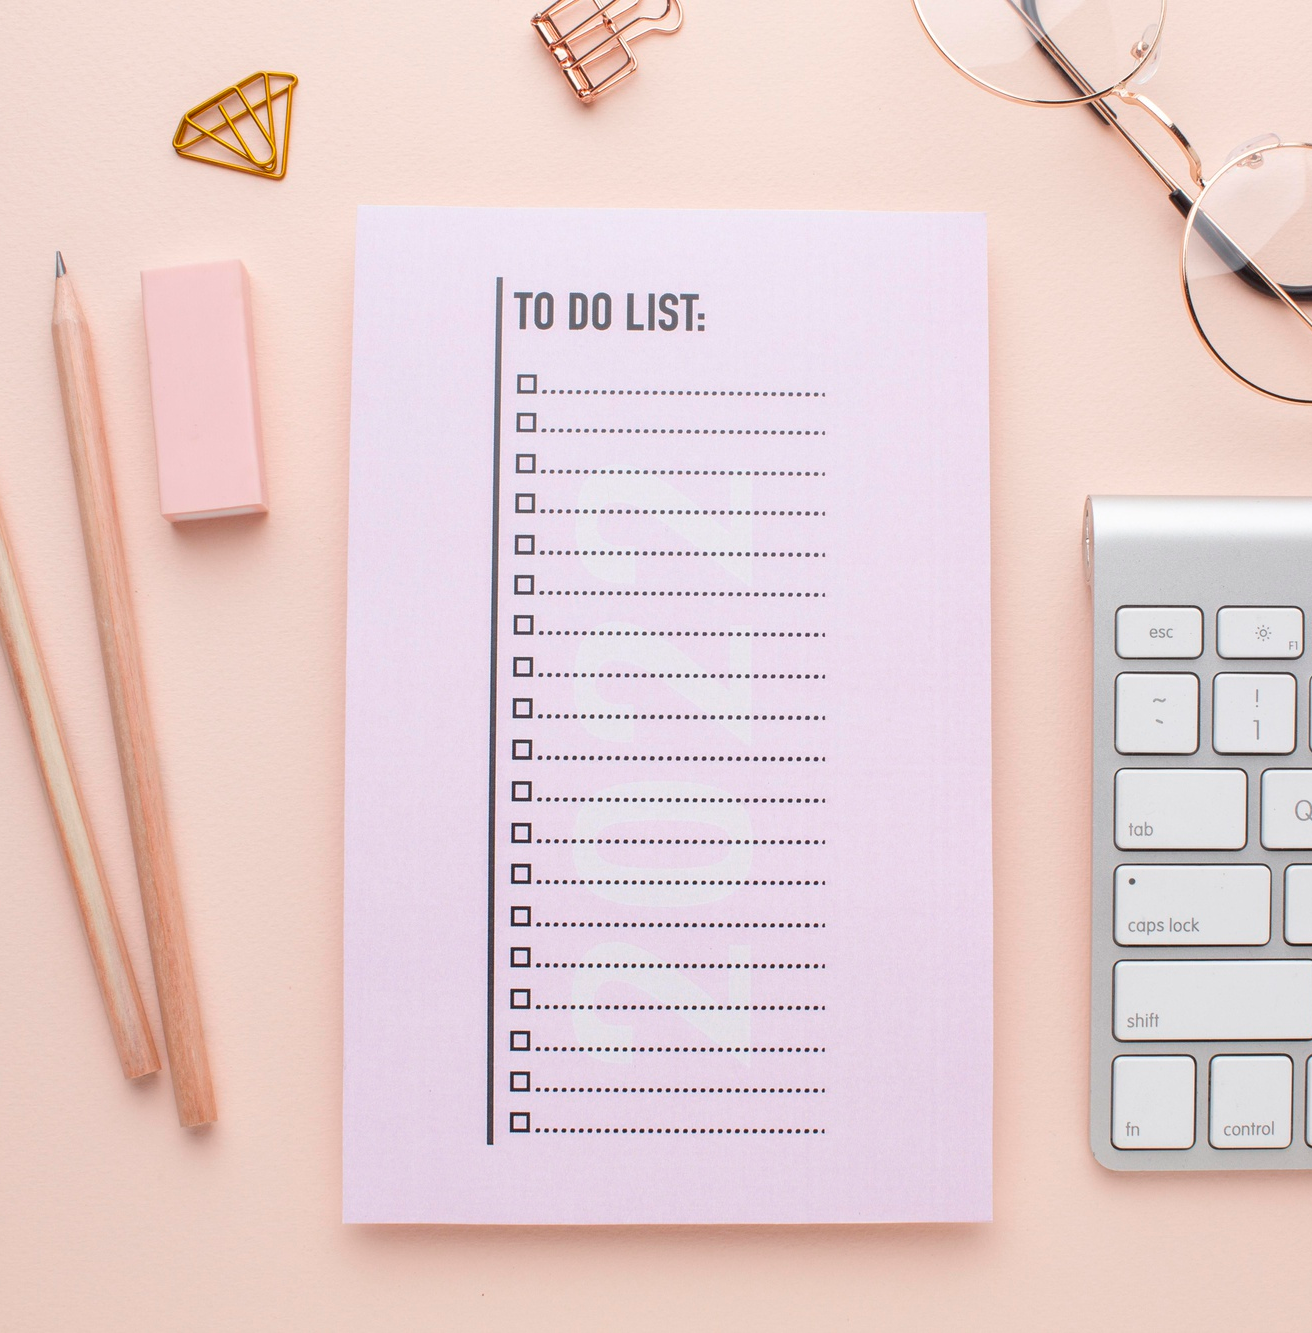 TO DO LIST:
2022
esc
F1
~
`
!
1
tab
Q
caps lock
shift
fn
control